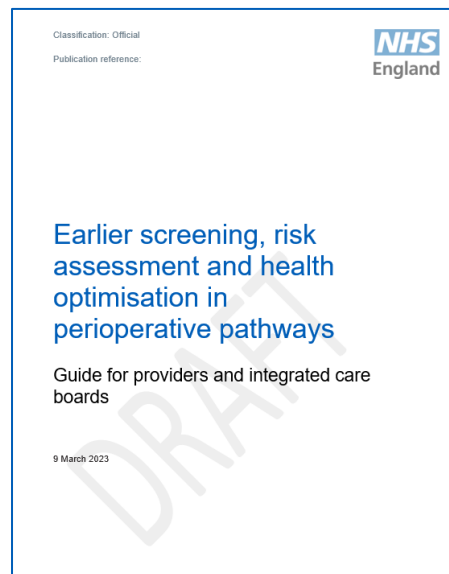 Classification: Official
Publication reference:
NHS
England
Earlier screening, risk
assessment and health
optimisation in
perioperative pathways
Guide for providers and integrated care
boards
9 March 2023
DRAFT